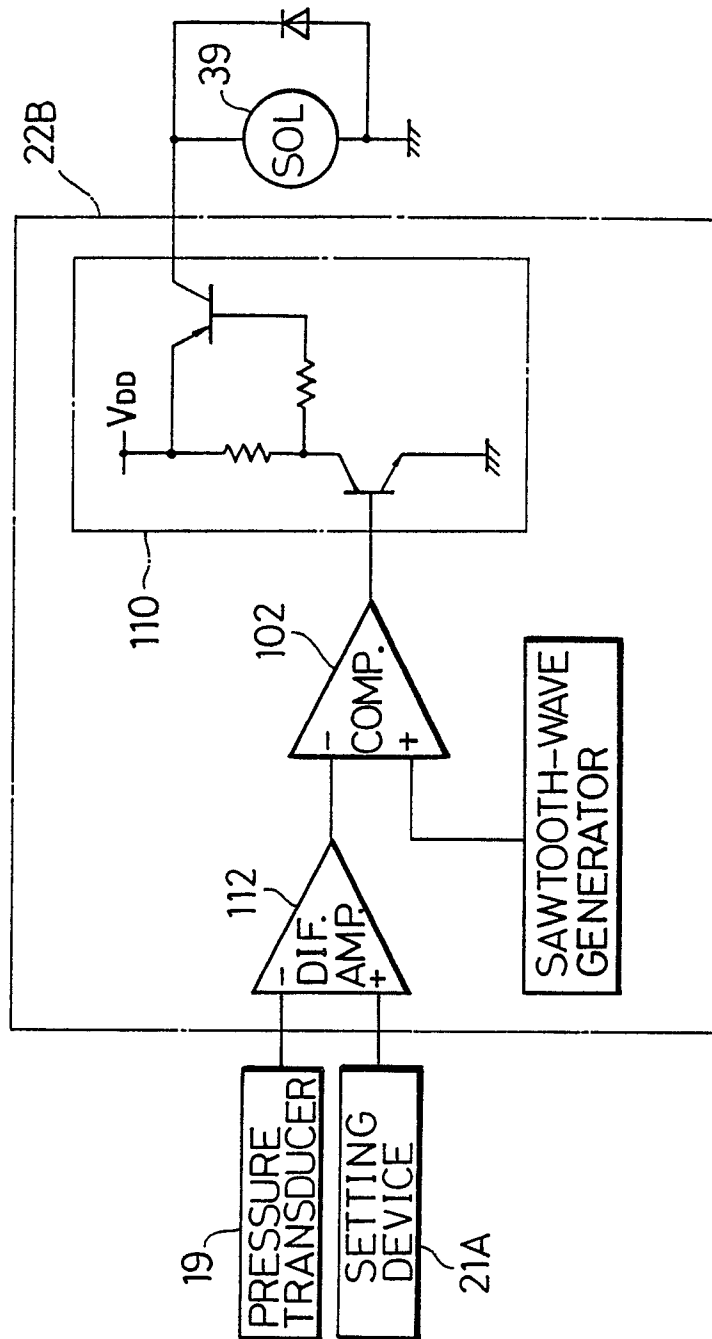 PRESSURE
TRANSDUCER
19
SETTING
DEVICE
21A
DIF.
AMP.
−
+
112
COMP.
−
+
102
SAWTOOTH-WAVE
GENERATOR
110
VDD
22B
SOL
39